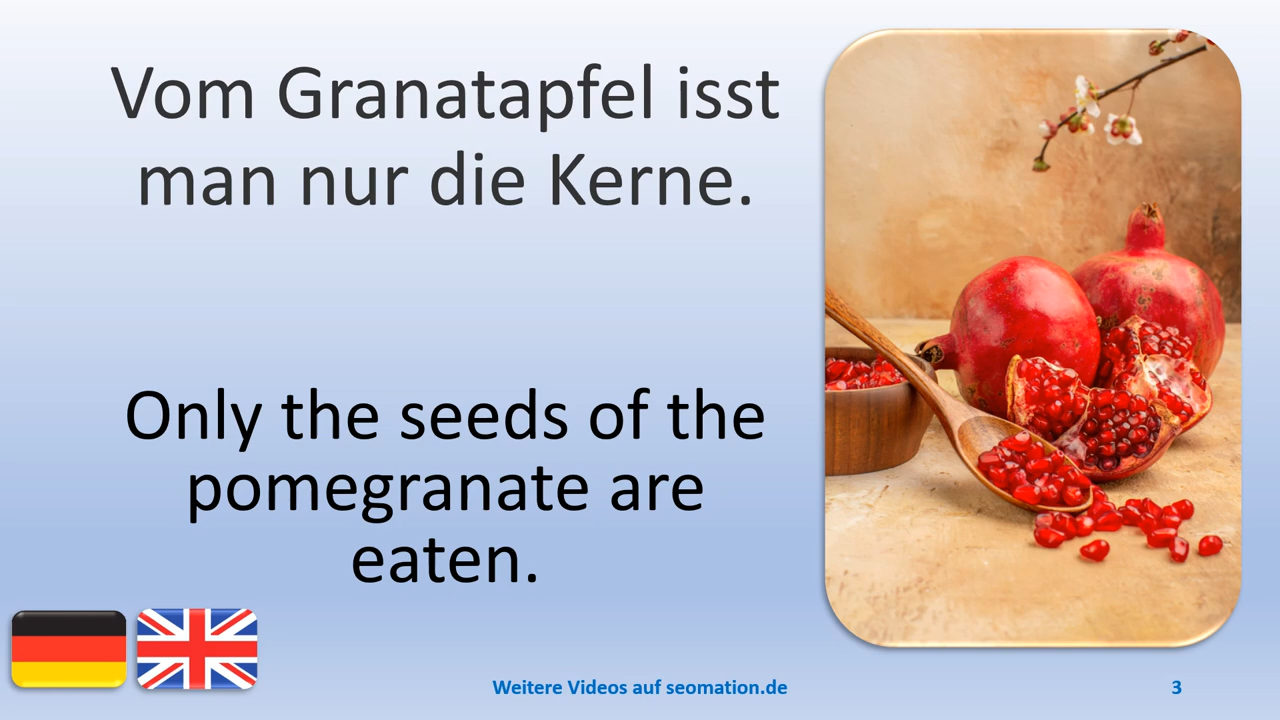 Vom Granatapfel isst
man nur die Kerne.
Only the seeds of the
pomegranate are
eaten.
Weitere Videos auf seomation.de
3